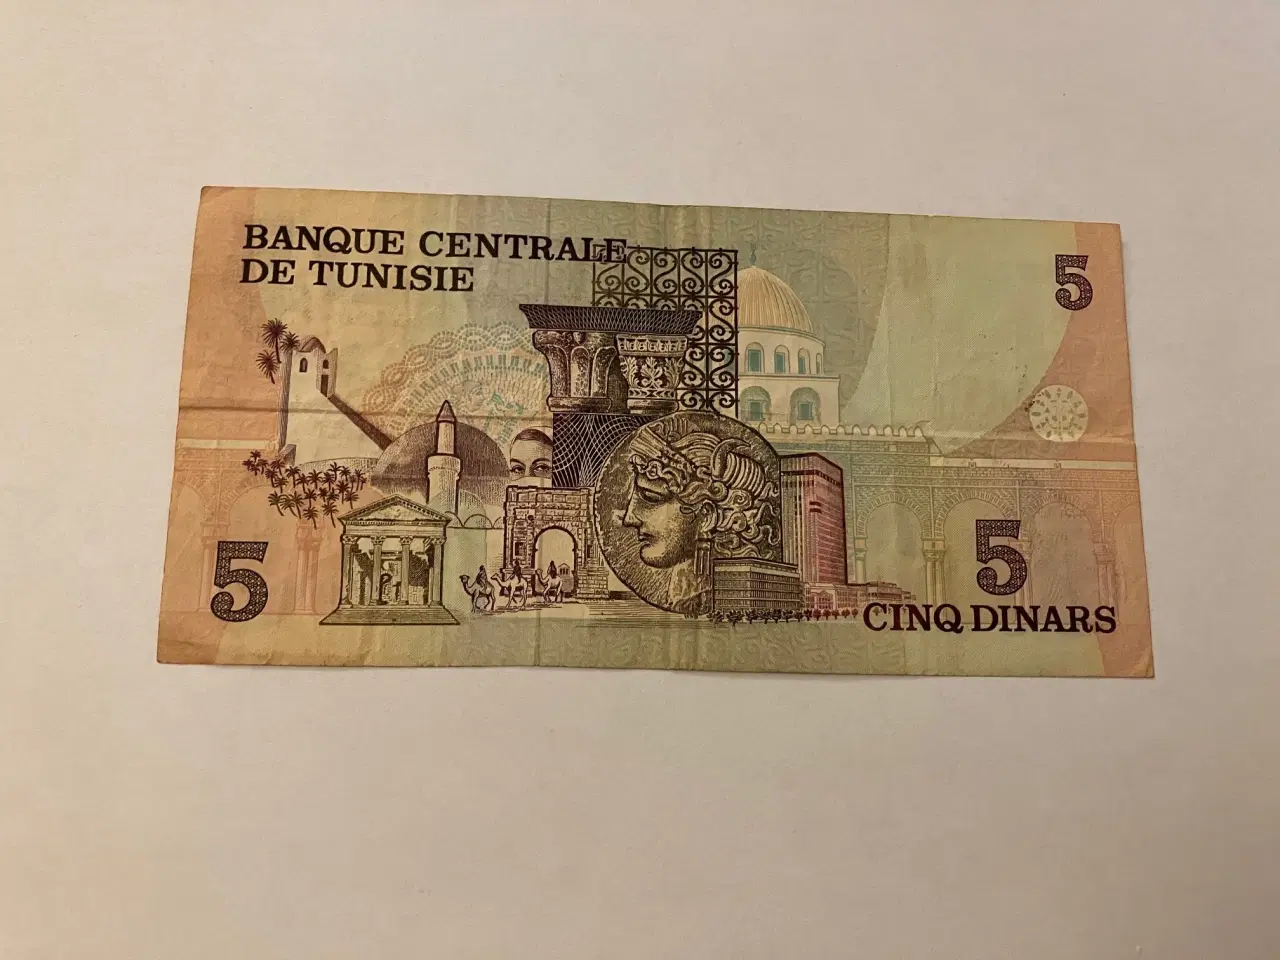 BANQUE CENTRALE
DE TUNISIE
5
5
5
CINQ DINARS